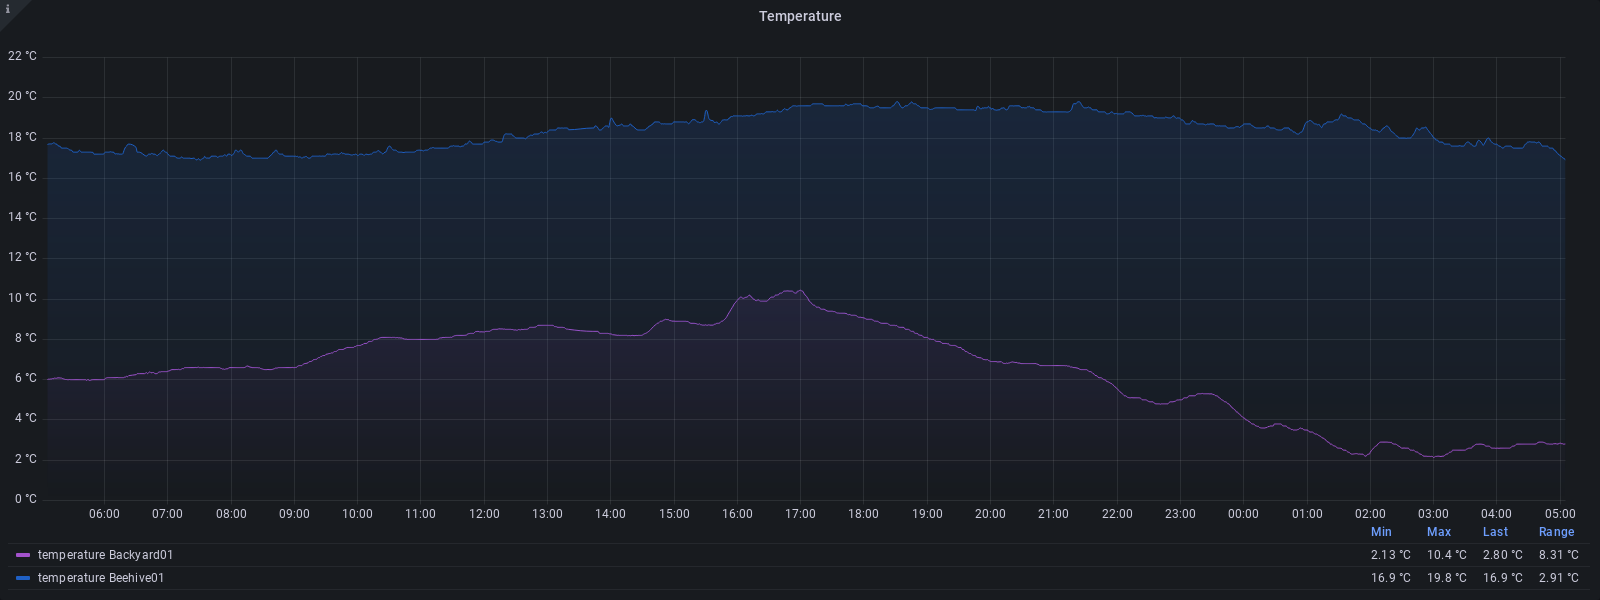 i
Temperature
22 °C
20 °C
18 °C
16 °C
14 °C
12 °C
10 °C
8 °C
6 °C
4 °C
2 °C
0 °C
06:00 07:00 08:00 09:00 10:00 11:00 12:00 13:00 14:00 15:00 16:00 17:00 18:00 19:00 20:00 21:00 22:00 23:00 00:00 01:00 02:00 03:00 04:00 05:00
Min Max Last Range
temperature Backyard01 2.13 °C 10.4 °C 2.80 °C 8.31 °C
temperature Beehive01 16.9 °C 19.8 °C 16.9 °C 2.91 °C